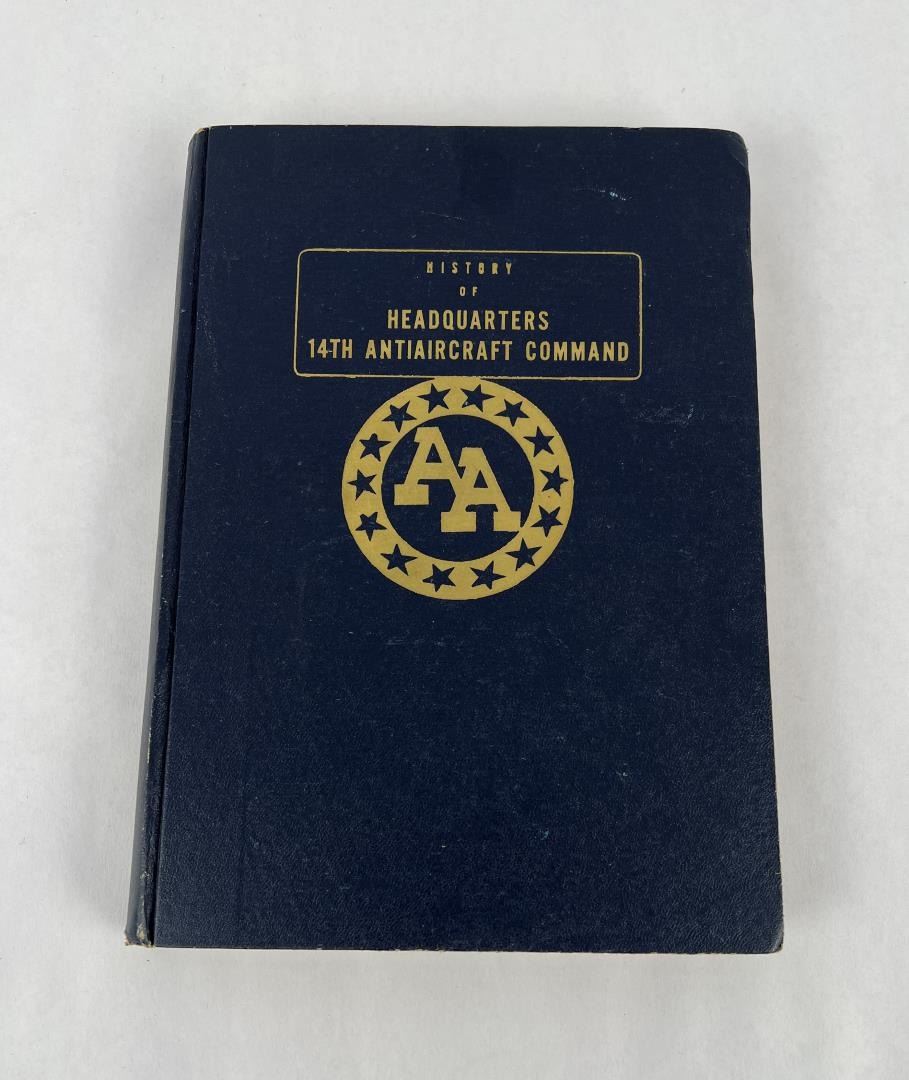 HISTORY
OF
HEADQUARTERS
14TH ANTIAIRCRAFT COMMAND
AA